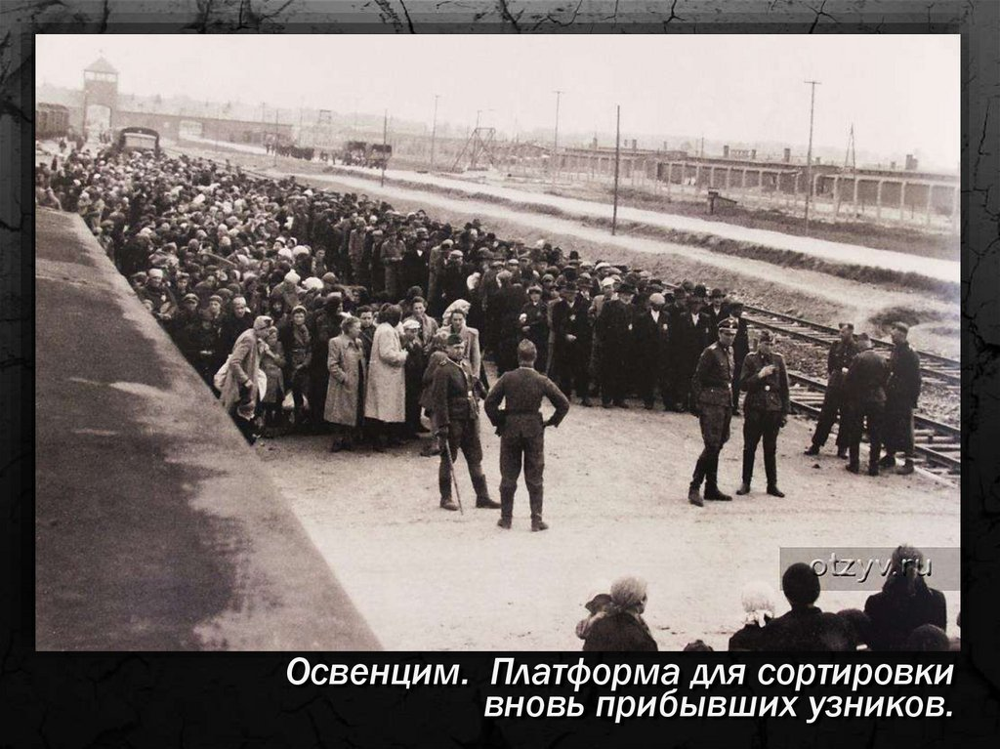 otzyv.ru
Освенцим. Платформа для сортировки
вновь прибывших узников.